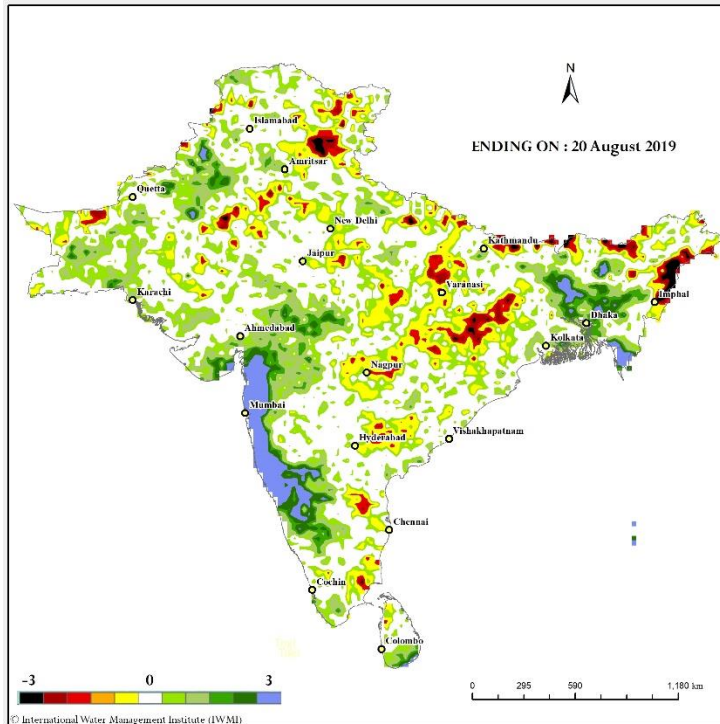 N
ENDING ON : 20 August 2019
Islamabad
Amritsar
Quetta
New Delhi
Kathmandu
Jaipur
Varanasi
Karachi
Imphal
Dhaka
Ahmedabad
Kolkata
Nagpur
Mumbai
Vishakhapatnam
Hyderabad
Chennai
Cochin
Colombo
-3 0 3
0 295 590 1,180 km
© International Water Management Institute (IWMI)